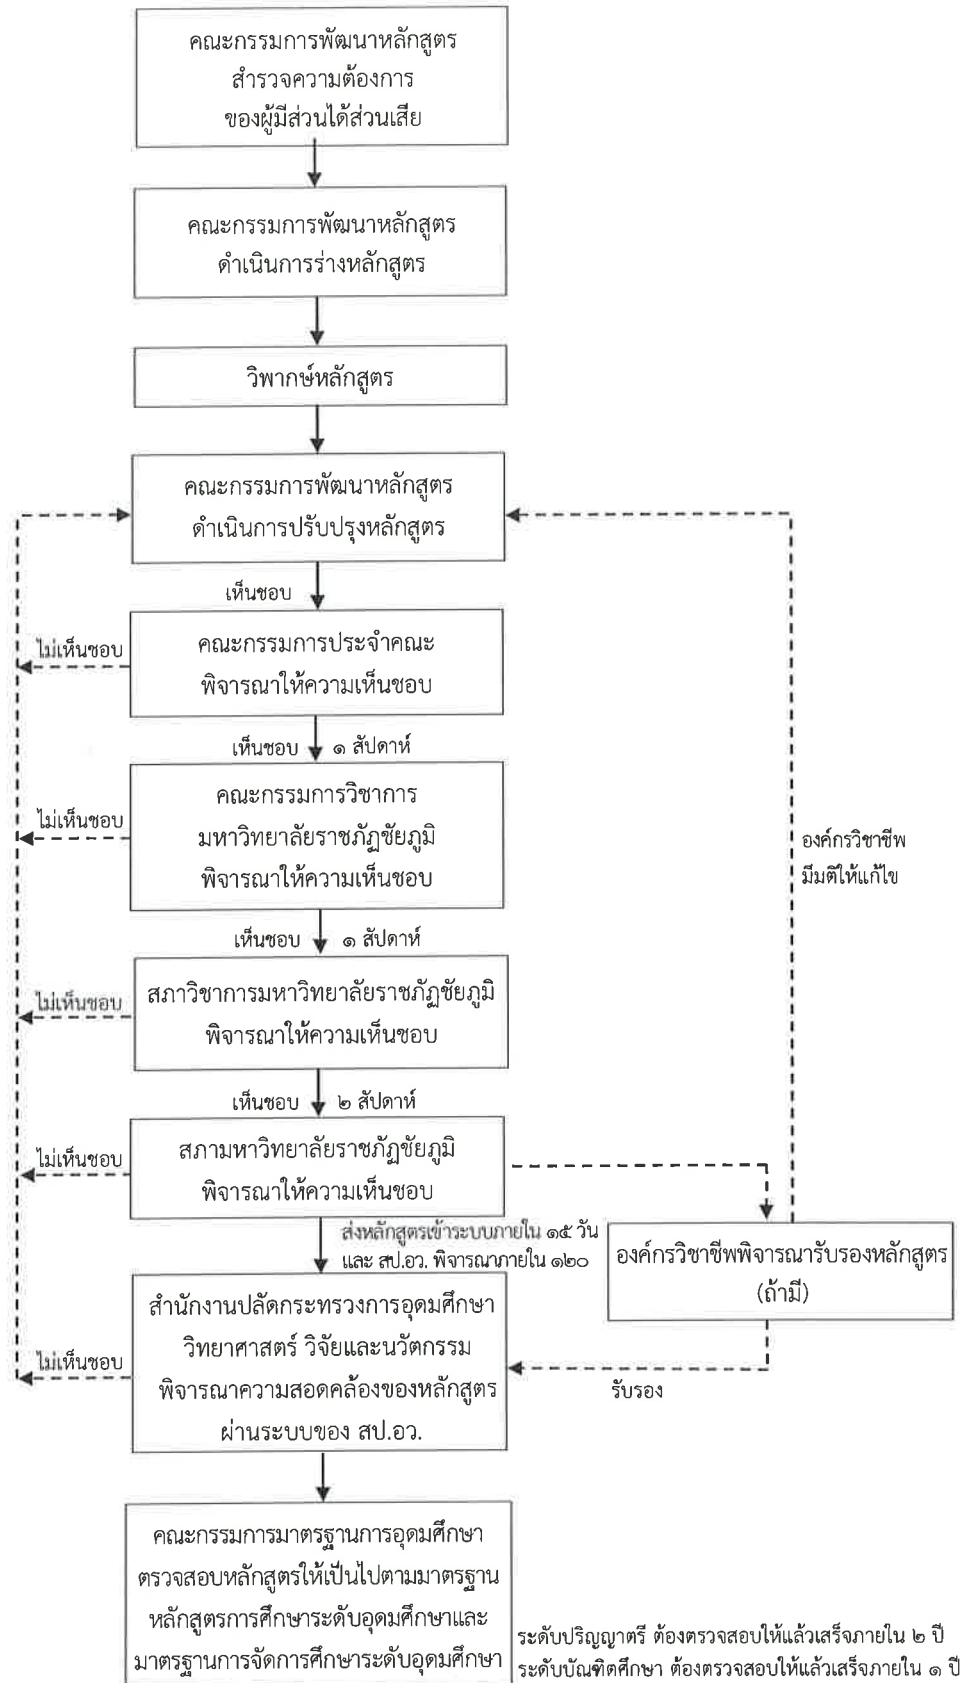 คณะกรรมการพัฒนาหลักสูตร
สำรวจความต้องการ
ของผู้มีส่วนได้ส่วนเสีย
คณะกรรมการพัฒนาหลักสูตร
ดำเนินการร่างหลักสูตร
วิพากษ์หลักสูตร
คณะกรรมการพัฒนาหลักสูตร
ดำเนินการปรับปรุงหลักสูตร
เห็นชอบ
ไม่เห็นชอบ
คณะกรรมการประจำคณะ
พิจารณาให้ความเห็นชอบ
เห็นชอบ ๑ สัปดาห์
ไม่เห็นชอบ
คณะกรรมการวิชาการ
มหาวิทยาลัยราชภัฏชัยภูมิ
พิจารณาให้ความเห็นชอบ
องค์กรวิชาชีพ
มีมติให้แก้ไข
เห็นชอบ ๑ สัปดาห์
ไม่เห็นชอบ
สภาวิชาการมหาวิทยาลัยราชภัฏชัยภูมิ
พิจารณาให้ความเห็นชอบ
เห็นชอบ ๒ สัปดาห์
ไม่เห็นชอบ
สภามหาวิทยาลัยราชภัฏชัยภูมิ
พิจารณาให้ความเห็นชอบ
ส่งหลักสูตรเข้าระบบภายใน ๑๕ วัน
และ สป.อว. พิจารณาภายใน ๑๒๐
องค์กรวิชาชีพพิจารณารับรองหลักสูตร
(ถ้ามี)
ไม่เห็นชอบ
สำนักงานปลัดกระทรวงการอุดมศึกษา
วิทยาศาสตร์ วิจัยและนวัตกรรม
พิจารณาความสอดคล้องของหลักสูตร
ผ่านระบบของ สป.อว.
รับรอง
คณะกรรมการมาตรฐานการอุดมศึกษา
ตรวจสอบหลักสูตรให้เป็นไปตามมาตรฐาน
หลักสูตรการศึกษาระดับอุดมศึกษาและ
มาตรฐานการจัดการศึกษาระดับอุดมศึกษา
ระดับปริญญาตรี ต้องตรวจสอบให้แล้วเสร็จภายใน ๒ ปี
ระดับบัณฑิตศึกษา ต้องตรวจสอบให้แล้วเสร็จภายใน ๑ ปี